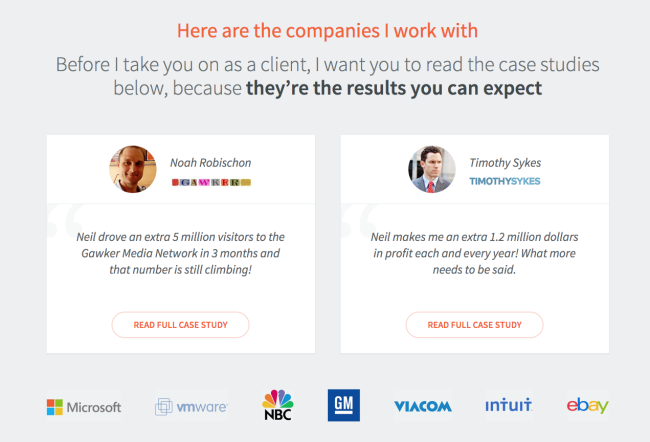 Here are the companies I work with
Before I take you on as a client, I want you to read the case studies
below, because they’re the results you can expect
Noah Robischon
GAWKER
Neil drove an extra 5 million visitors to the
Gawker Media Network in 3 months and
that number is still climbing!
READ FULL CASE STUDY
Timothy Sykes
TIMOTHYSYKES
Neil makes me an extra 1.2 million dollars
in profit each and every year! What more
needs to be said.
READ FULL CASE STUDY
Microsoft
vmware
NBC
GM
VIACOM
intuit
ebay